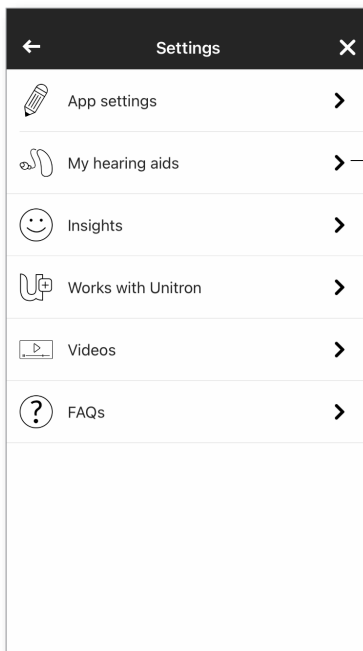 Settings
App settings
My hearing aids
Insights
Works with Unitron
Videos
FAQs